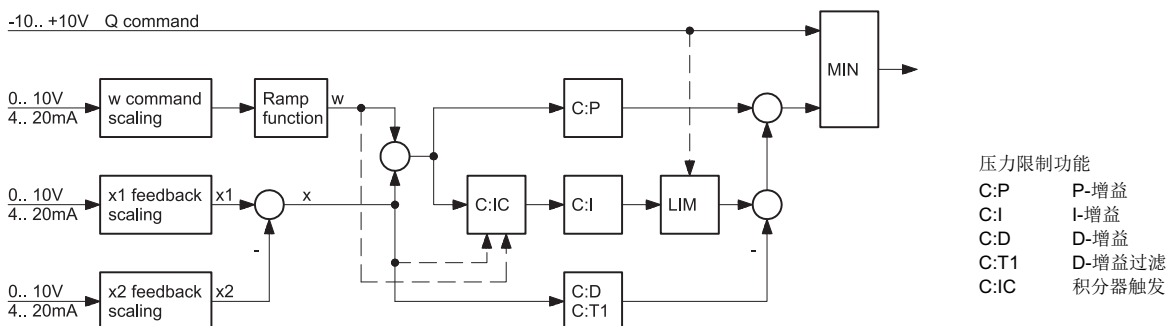 -10.. +10V Q command
MIN
0.. 10V
4.. 20mA
w command
scaling
Ramp
function
w
C:P
0.. 10V
4.. 20mA
x1 feedback
scaling
x1
x
C:IC
C:I
LIM
-
-
0.. 10V
4.. 20mA
x2 feedback
scaling
x2
C:D
C:T1
压力限制功能
C:P P-增益
C:I I-增益
C:D D-增益
C:T1 D-增益过滤
C:IC 积分器触发